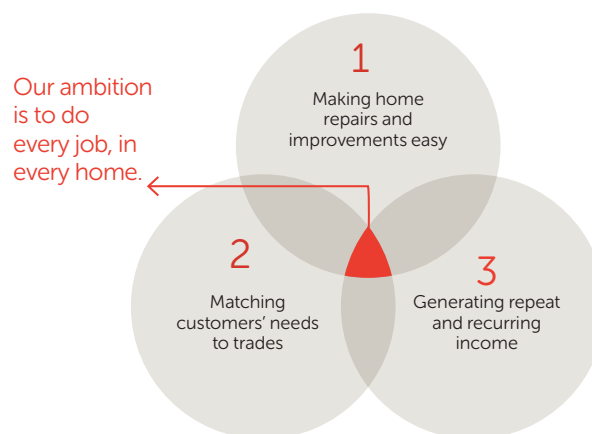 Our ambition
is to do
every job, in
every home.
1
Making home
repairs and
improvements easy
2
Matching
customers’ needs
to trades
3
Generating repeat
and recurring
income